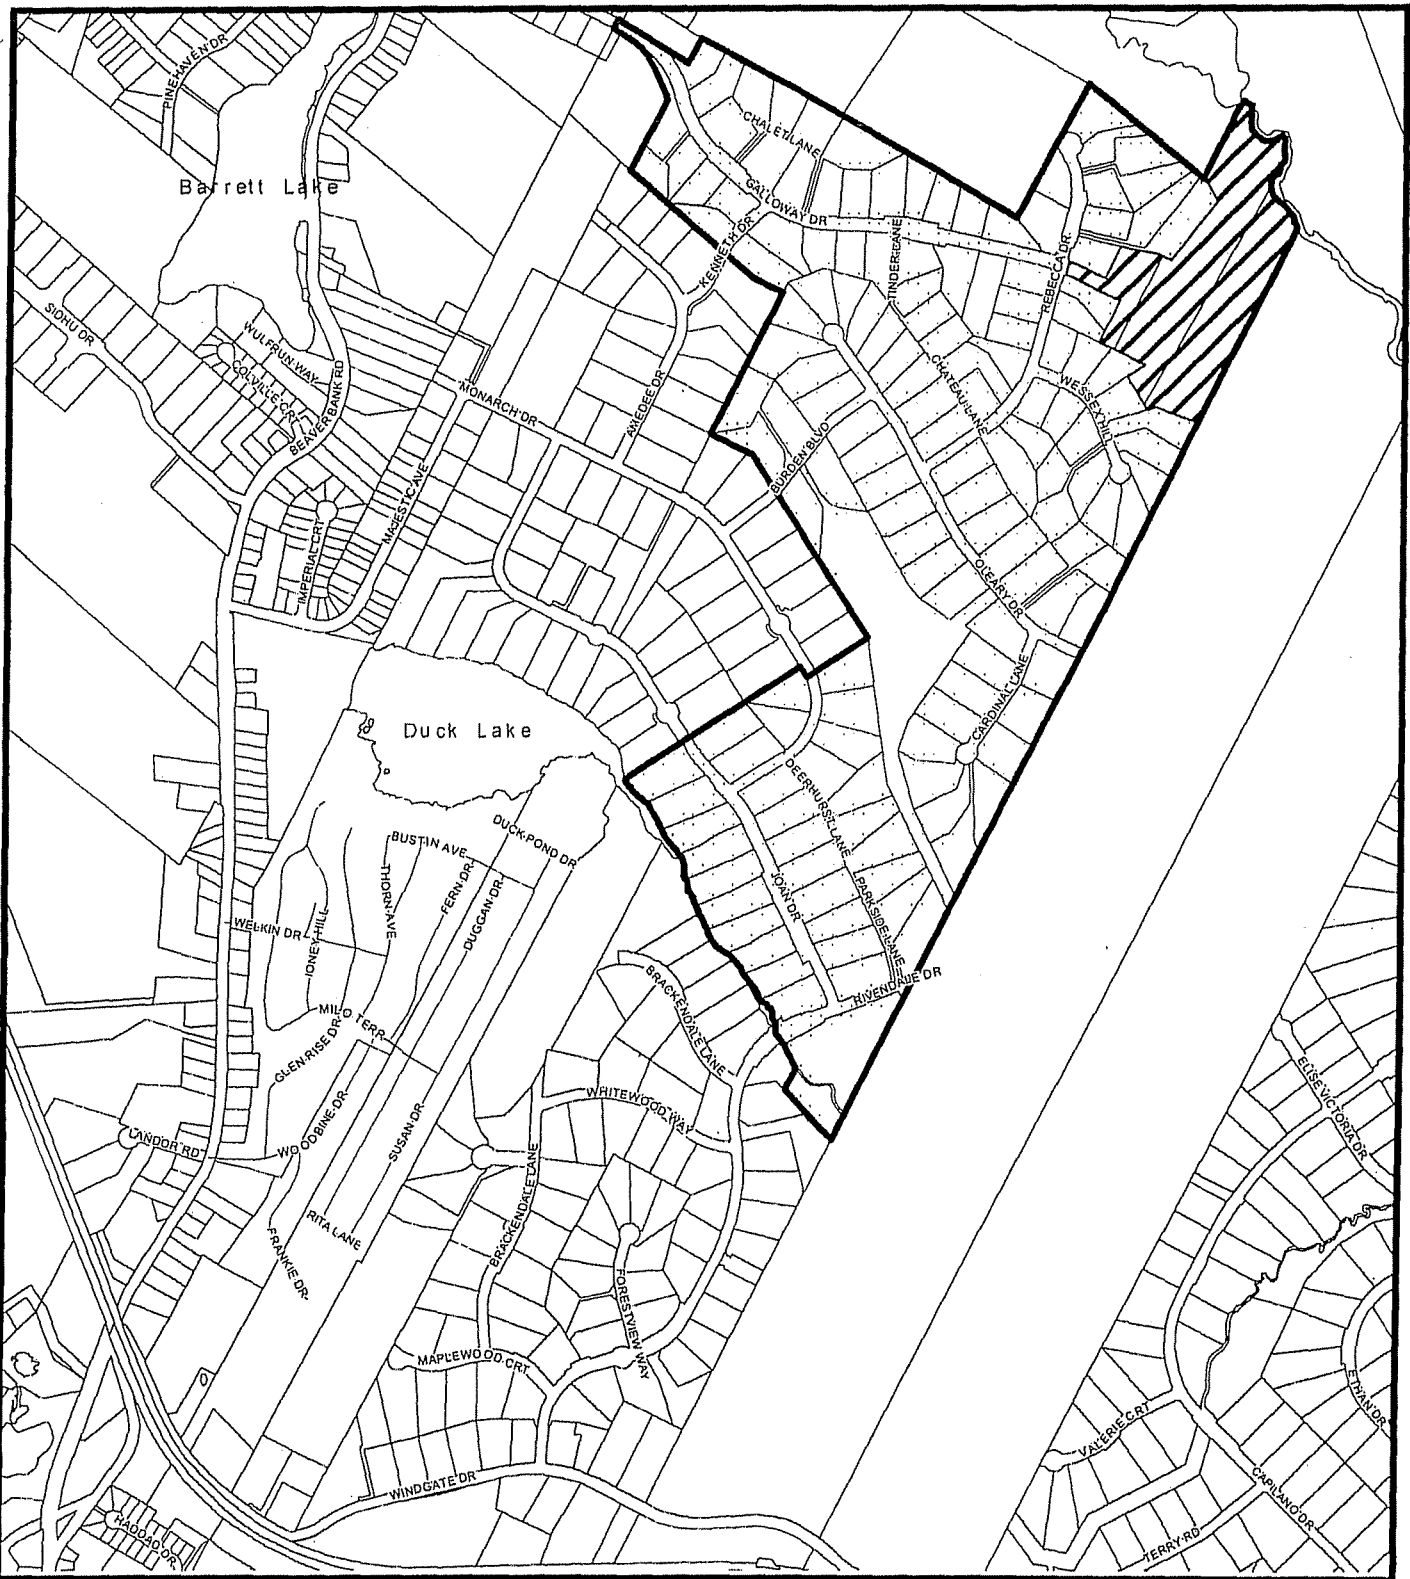 PINEHAVEN DR
Barrett Lake
CHALET LANE
GALLOWAY DR
KENNETH DR
TINDER LANE
REBECCA DR
SIDHU DR
WULFRUN WAY
COLVILLE CRT
BEAVER BANK RD
MONARCH DR
AMEDEE DR
CHATEAU LANE
WESSEX HILL
BURDEN BLVD
MAJESTIC AVE
IMPERIAL CRT
OLEARY DR
CARDINAL LANE
Duck Lake
DEERHURST LANE
DUCK POND DR
BUSTIN AVE
THORN AVE
FERN DR
DUGGAN DR
JOAN DR
PARKSIDE LANE
WELKIN DR
IONEY HILL
RIVENDALE DR
BRACKENDALE LANE
MILO TERR
GLEN RISE DR
WHITEWOOD WAY
ELISE VICTORIA DR
LANDOR RD
WOODBINE DR
SUSAN DR
BRACKENDALE LANE
RITA LANE
FRANKIE DR
FORESTVIEW WAY
MAPLEWOOD CRT
ETHAN DR
VALERIE CRT
WINDGATE DR
CAPILANO DR
TERRY RD
HADDAD DR